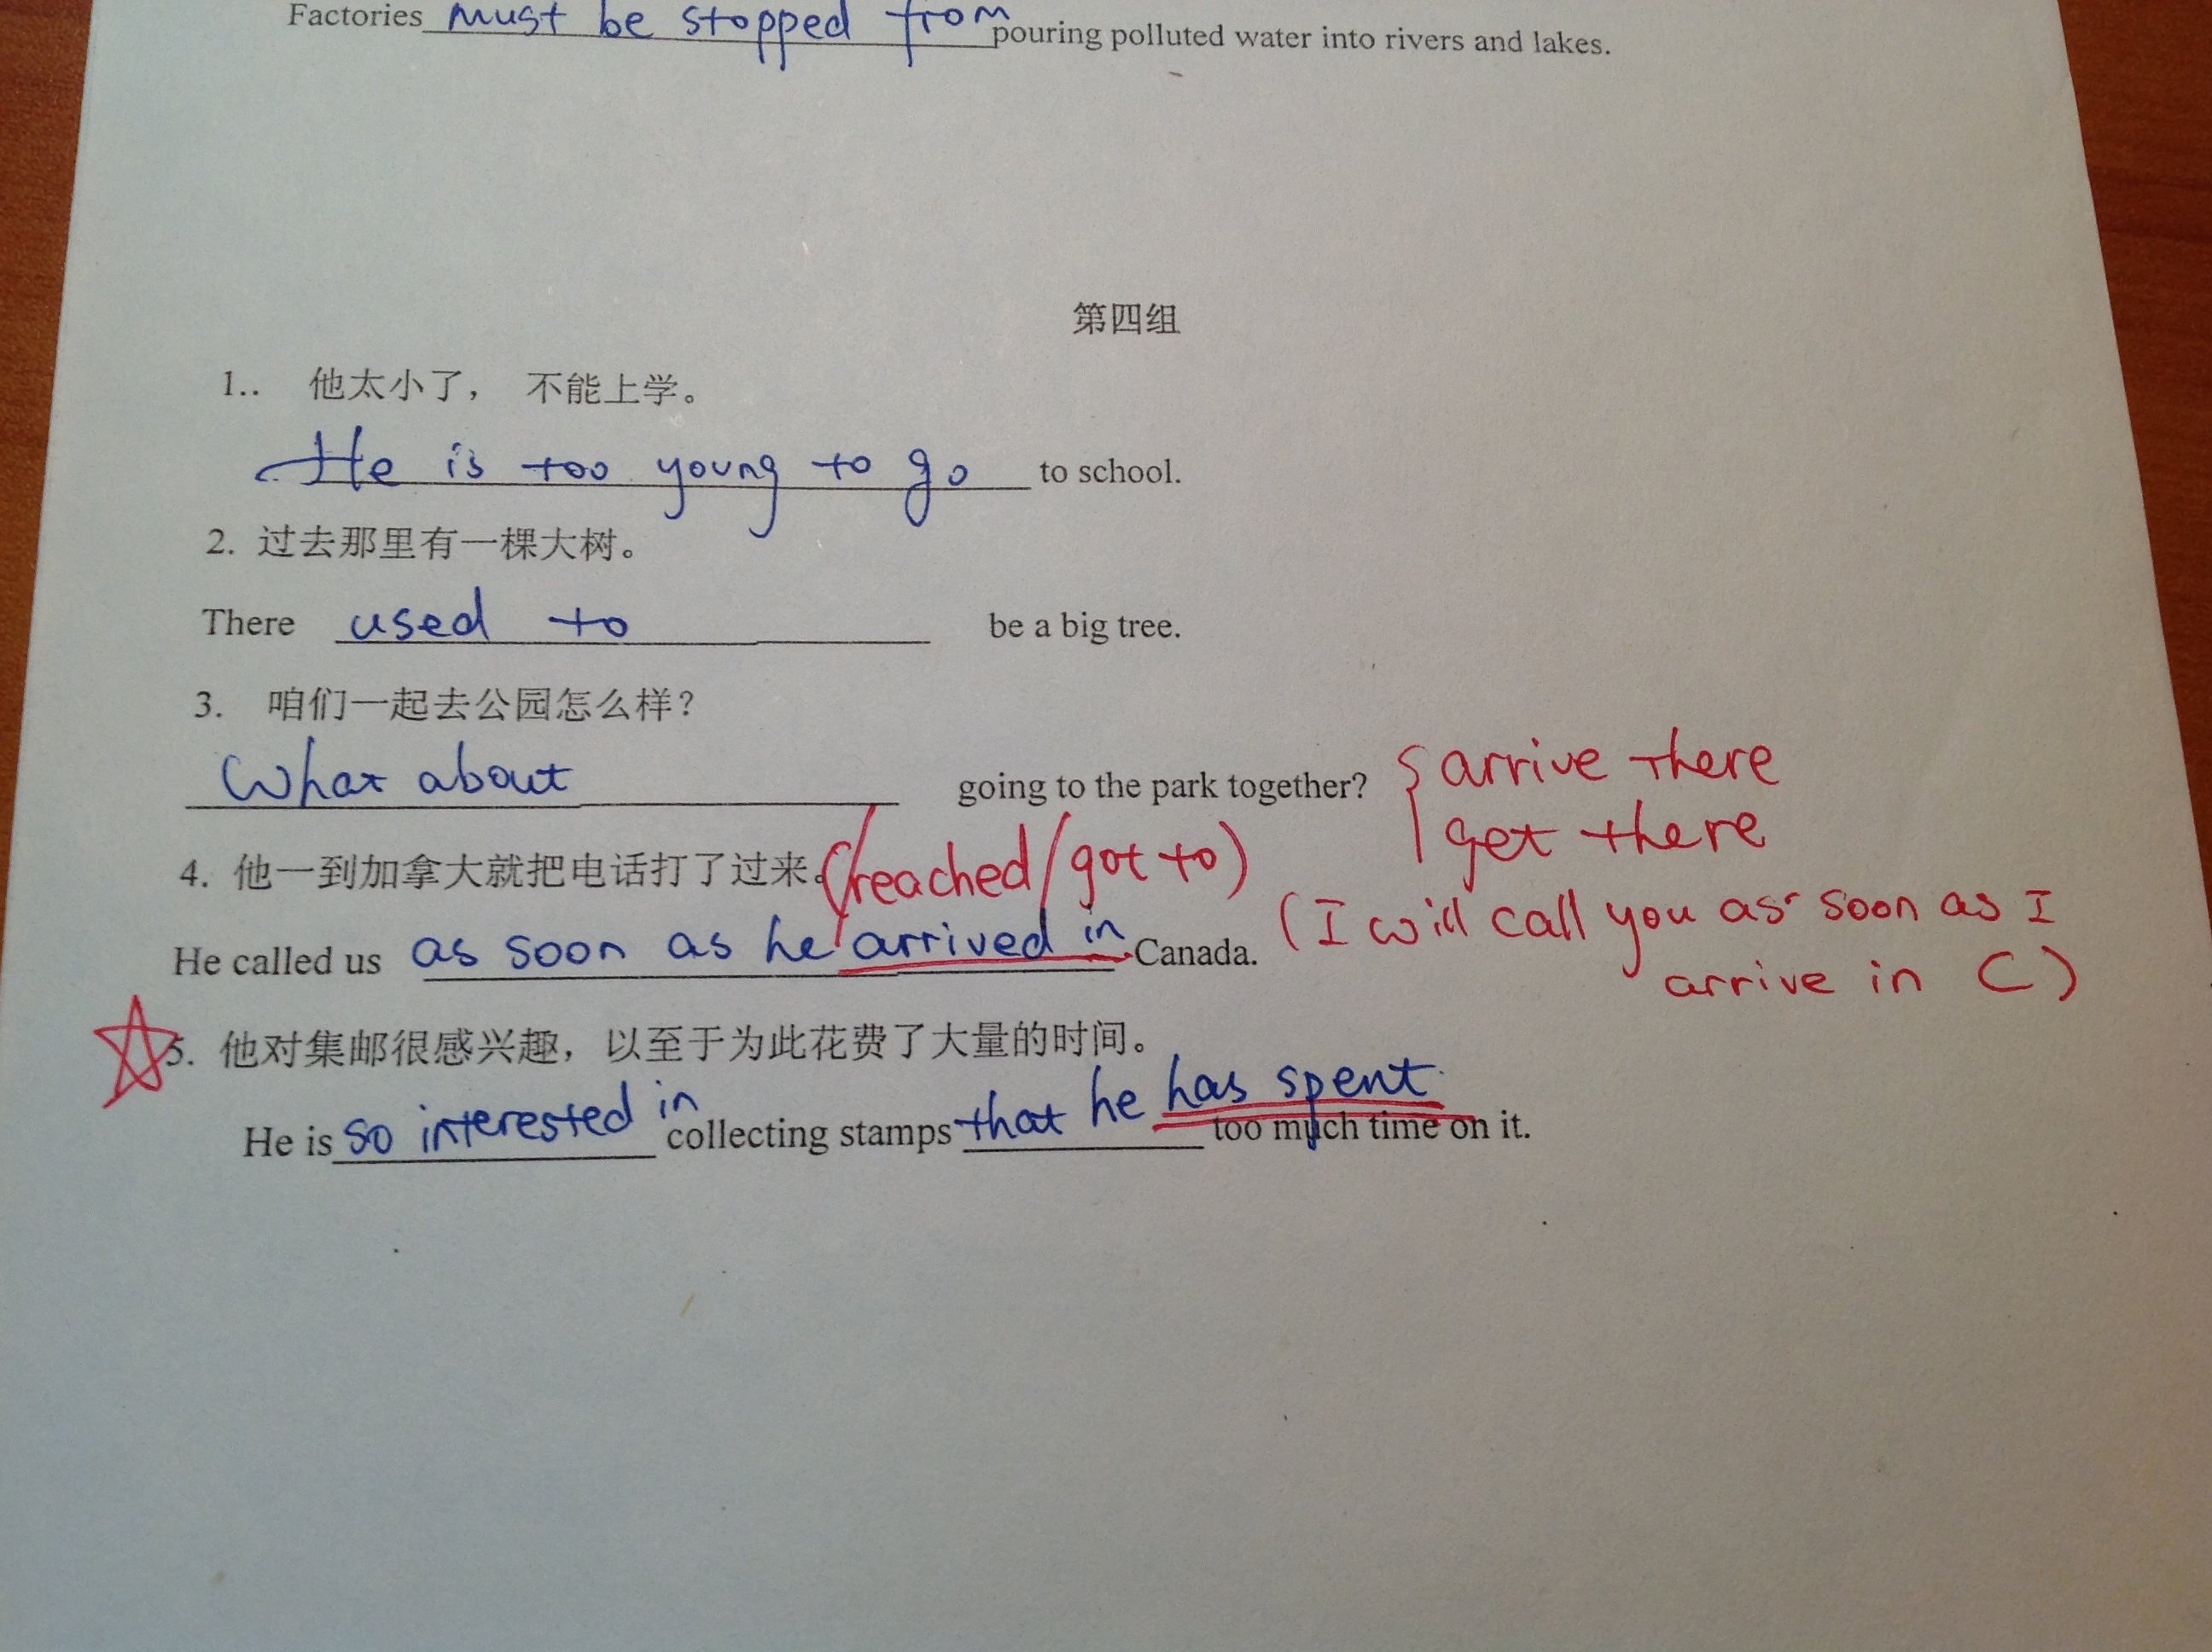 Factories must be stopped from pouring polluted water into rivers and lakes.
第四组
1.. 他太小了, 不能上学。
He is too young to go to school.
2. 过去那里有一棵大树。
There used to be a big tree.
3. 咱们一起去公园怎么样?
What about going to the park together?
{ arrive there
get there
4. 他一到加拿大就把电话打了过来。
(reached/got to)
He called us as soon as he arrived in Canada.
(I will call you as soon as I
arrive in C)
5. 他对集邮很感兴趣, 以至于为此花费了大量的时间。
He is so interested in collecting stamps that he has spent too much time on it.